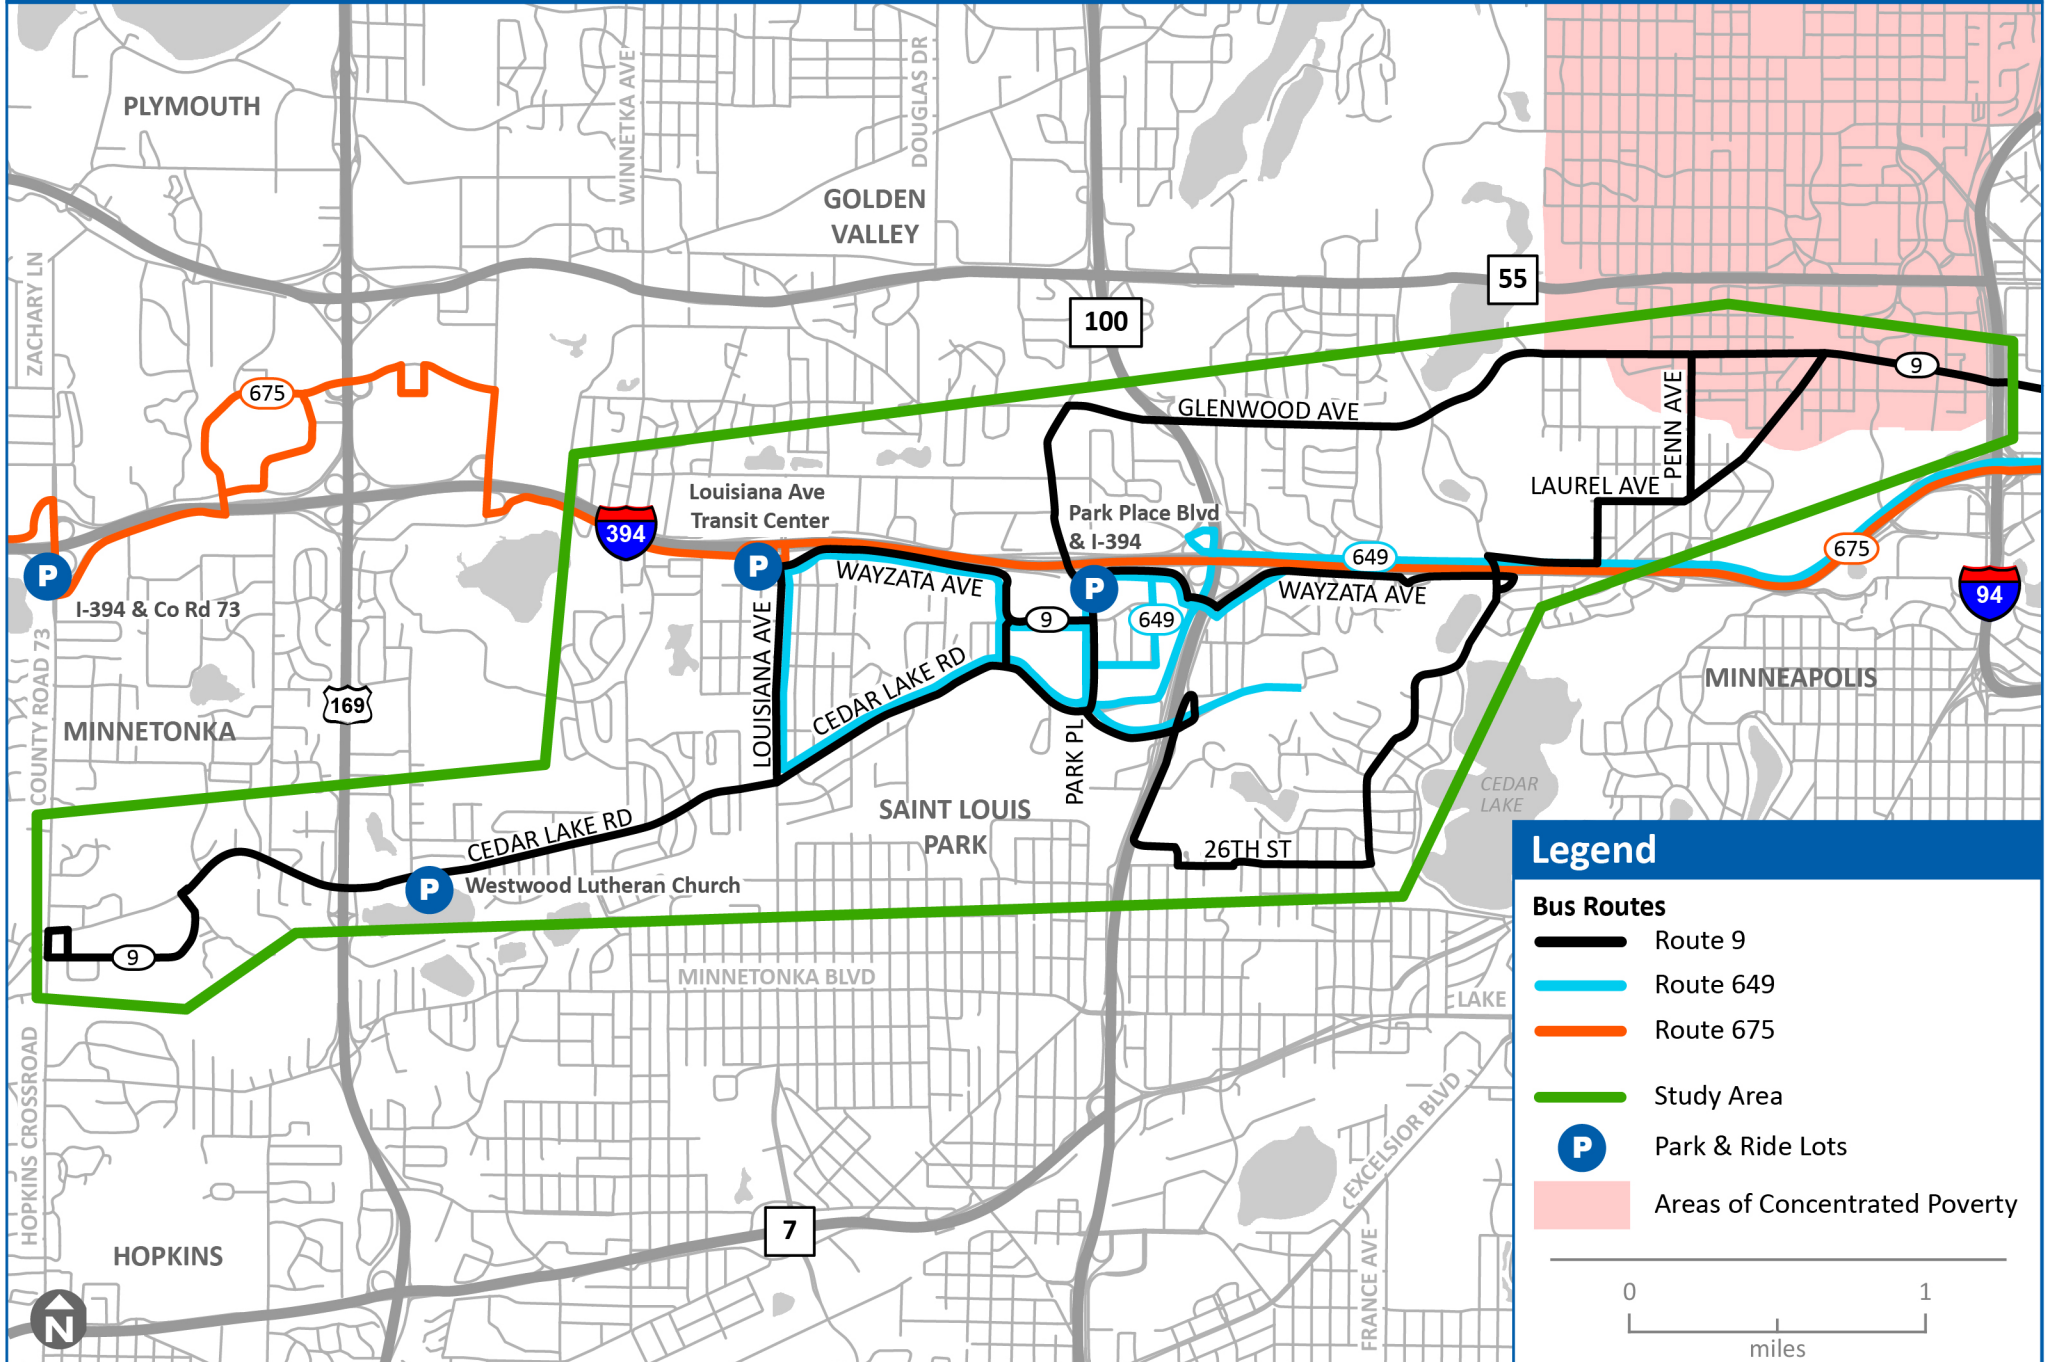 PLYMOUTH
WINNETKA AVE
DOUGLAS DR
GOLDEN
VALLEY
ZACHARY LN
55
100
675
9
GLENWOOD AVE
PENN AVE
LAUREL AVE
Louisiana Ave
Transit Center
Park Place Blvd
& I-394
394
649
675
P
P
P
I-394 & Co Rd 73
WAYZATA AVE
WAYZATA AVE
94
9
649
COUNTY ROAD 73
LOUISIANA AVE
CEDAR LAKE RD
MINNEAPOLIS
169
MINNETONKA
PARK PL
CEDAR
LAKE
SAINT LOUIS
PARK
CEDAR LAKE RD
26TH ST
P
Westwood Lutheran Church
9
MINNETONKA BLVD
LAKE
HOPKINS CROSSROAD
EXCELSIOR BLVD
FRANCE AVE
7
HOPKINS
N
Legend
Bus Routes
Route 9
Route 649
Route 675
Study Area
P
Park & Ride Lots
Areas of Concentrated Poverty
0 1
miles